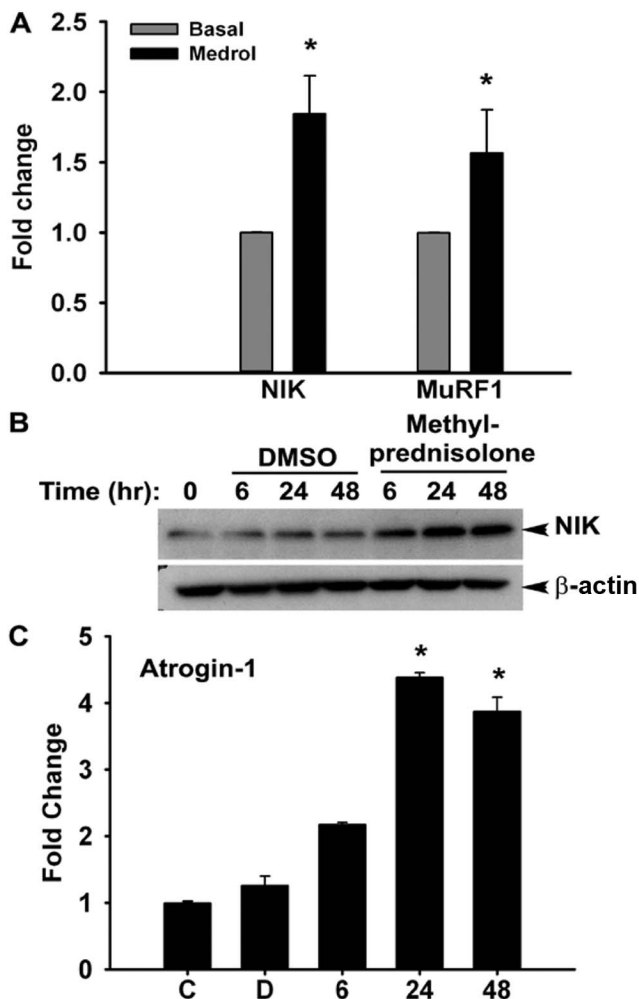 A
2.5
Basal
Medrol
*
*
2.0
1.5
1.0
0.5
0.0
Fold change
NIK MuRF1
B
Methyl-
DMSO prednisolone
Time (hr): 0 6 24 48 6 24 48
NIK
β-actin
C
5
Atrogin-1
*
*
4
3
2
1
0
Fold Change
C D 6 24 48